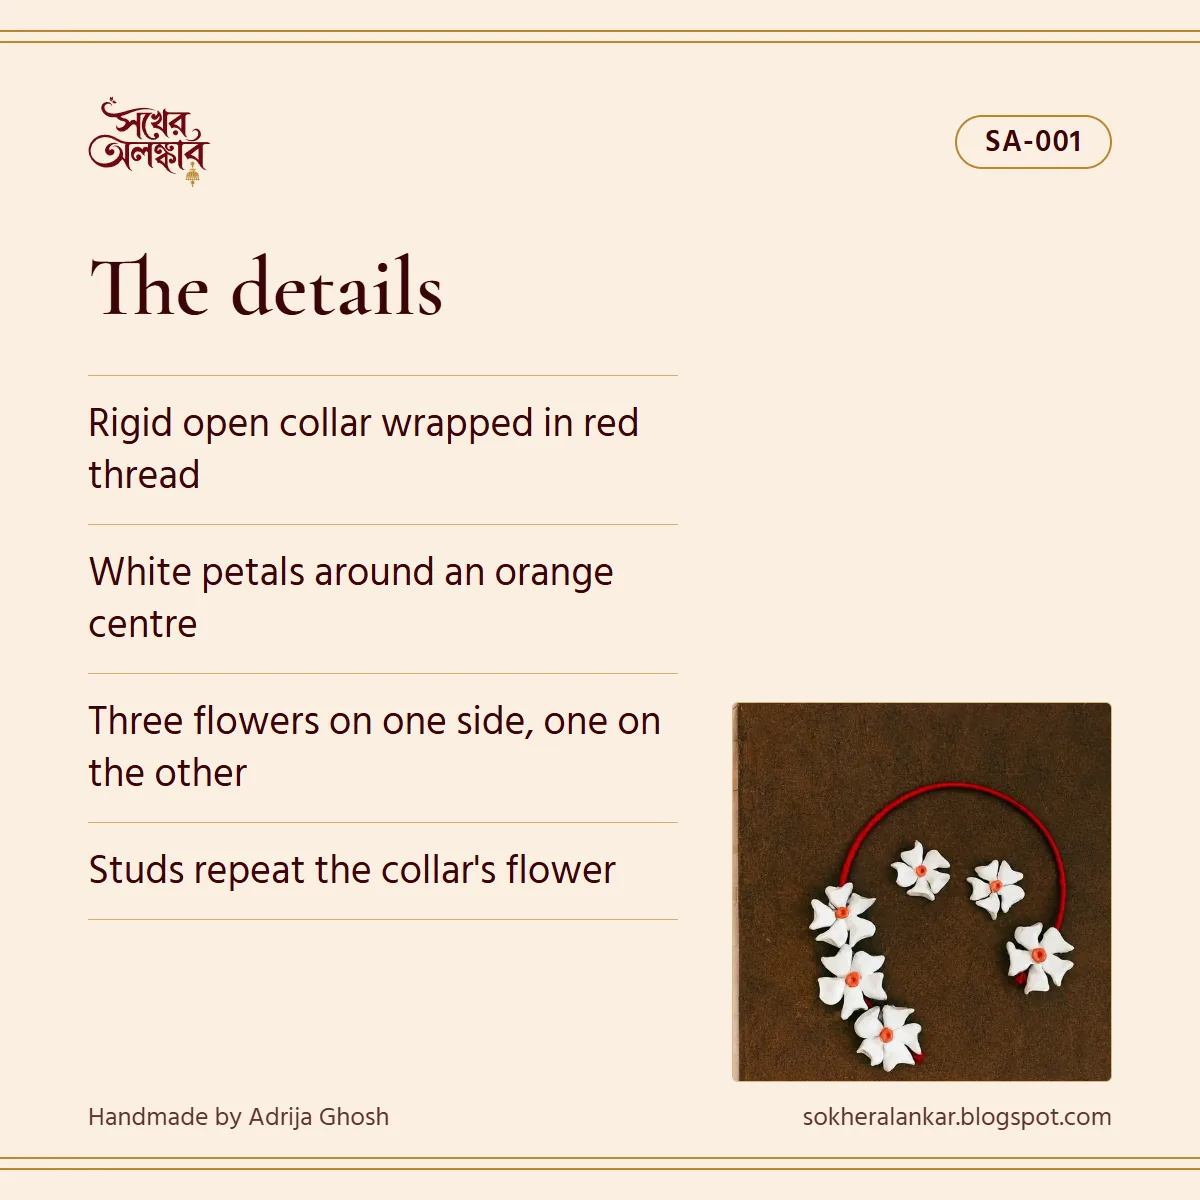 সখের
অলঙ্কার
SA-001
The details
Rigid open collar wrapped in red
thread
White petals around an orange
centre
Three flowers on one side, one on
the other
Studs repeat the collar's flower
Handmade by Adrija Ghosh
sokheralankar.blogspot.com